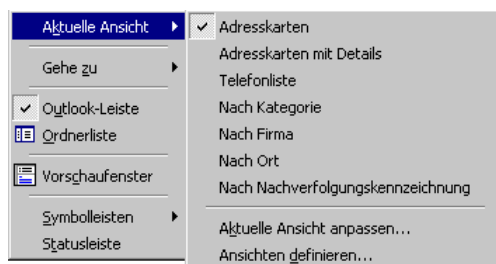 Aktuelle Ansicht
Gehe zu
Outlook-Leiste
Ordnerliste
Vorschaufenster
Symbolleisten
Statusleiste
Adresskarten
Adresskarten mit Details
Telefonliste
Nach Kategorie
Nach Firma
Nach Ort
Nach Nachverfolgungskennzeichnung
Aktuelle Ansicht anpassen...
Ansichten definieren...